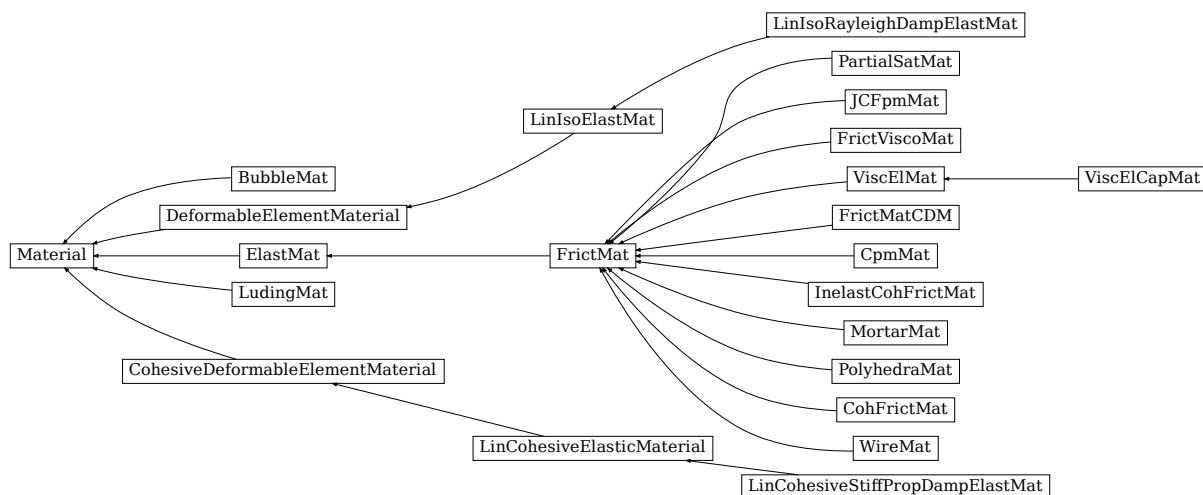 LinIsoRayleighDampElastMat
PartialSatMat
JCFpmMat
LinIsoElastMat
FrictViscoMat
BubbleMat
ViscElMat
ViscElCapMat
DeformableElementMaterial
FrictMatCDM
Material
ElastMat
FrictMat
CpmMat
LudingMat
InelastCohFrictMat
MortarMat
CohesiveDeformableElementMaterial
PolyhedraMat
CohFrictMat
LinCohesiveElasticMaterial
WireMat
LinCohesiveStiffPropDampElastMat